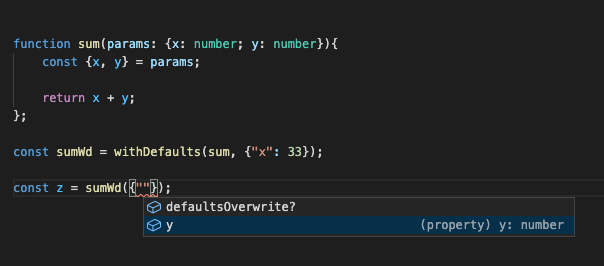 function sum(params: {x: number; y: number}){
    const {x, y} = params;
    return x + y;
};
const sumWd = withDefaults(sum, {"x": 33});
const z = sumWd({""});
defaultsOverwrite?
y (property) y: number